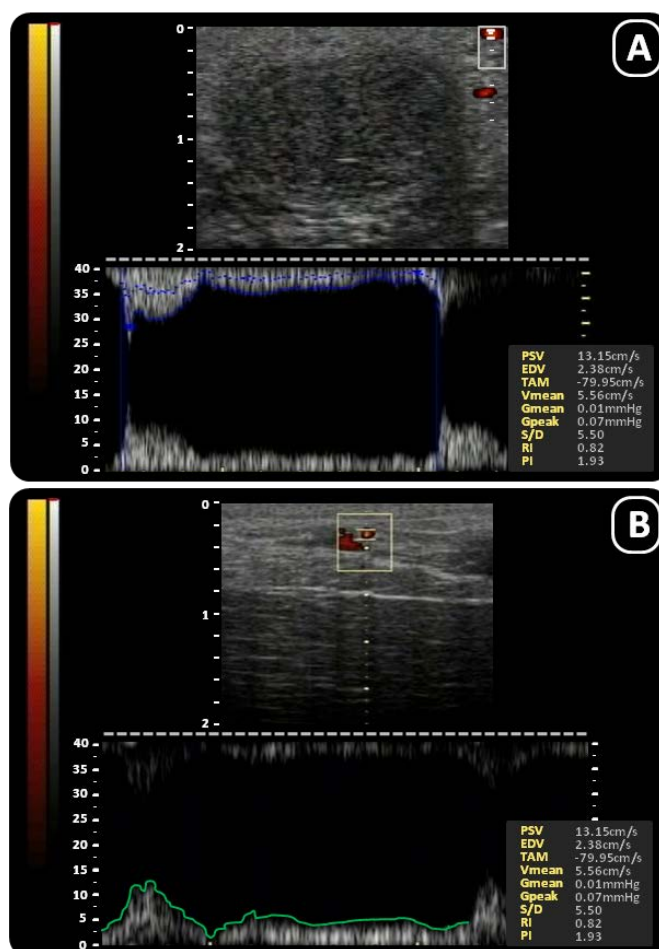 A
0
1
2
40
35
30
25
20
15
10
5
0
PSV 13.15cm/s
EDV 2.38cm/s
TAM -79.95cm/s
Vmean 5.56cm/s
Gmean 0.01mmHg
Gpeak 0.07mmHg
S/D 5.50
RI 0.82
PI 1.93
B
0
1
2
40
35
30
25
20
15
10
5
0
PSV 13.15cm/s
EDV 2.38cm/s
TAM -79.95cm/s
Vmean 5.56cm/s
Gmean 0.01mmHg
Gpeak 0.07mmHg
S/D 5.50
RI 0.82
PI 1.93